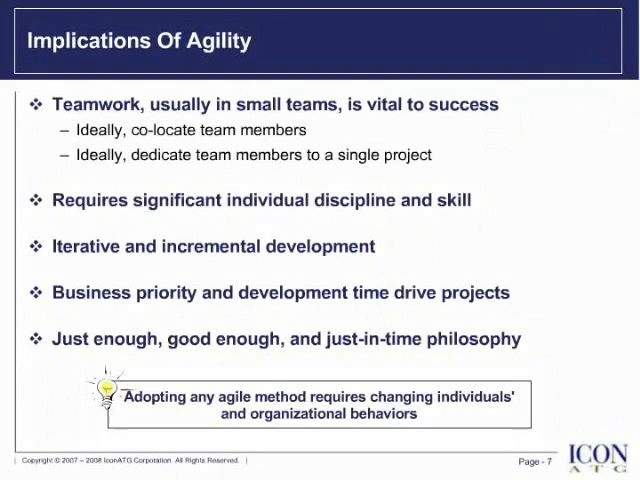 Implications Of Agility
❖ Teamwork, usually in small teams, is vital to success
– Ideally, co-locate team members
– Ideally, dedicate team members to a single project
❖ Requires significant individual discipline and skill
❖ Iterative and incremental development
❖ Business priority and development time drive projects
❖ Just enough, good enough, and just-in-time philosophy
Adopting any agile method requires changing individuals'
and organizational behaviors
Copyright © 2007 – 2008 IconATG Corporation. All Rights Reserved. |
Page - 7
ICON
ATG